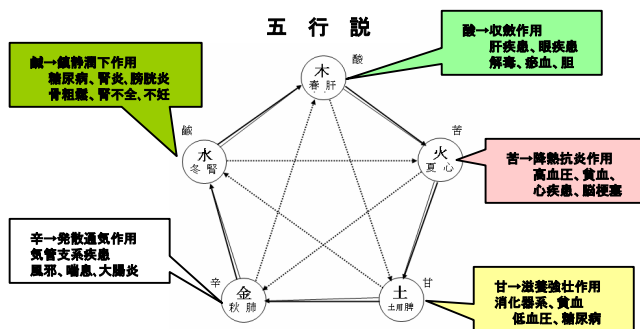 五行説
酸→収斂作用
肝疾患、眼疾患
解毒、瘀血、胆
鹹→鎮静潤下作用
糖尿病、腎炎、膀胱炎
骨粗鬆、腎不全、不妊
酸
木
春.肝
鹹
水
冬腎
苦
火
夏心
苦→降熱抗炎作用
高血圧、貧血、
心疾患、脳梗塞
辛→発散通気作用
気管支系疾患
風邪、喘息、大腸炎
辛
金
秋肺
甘
土
土用脾
甘→滋養強壮作用
消化器系、貧血
低血圧、糖尿病